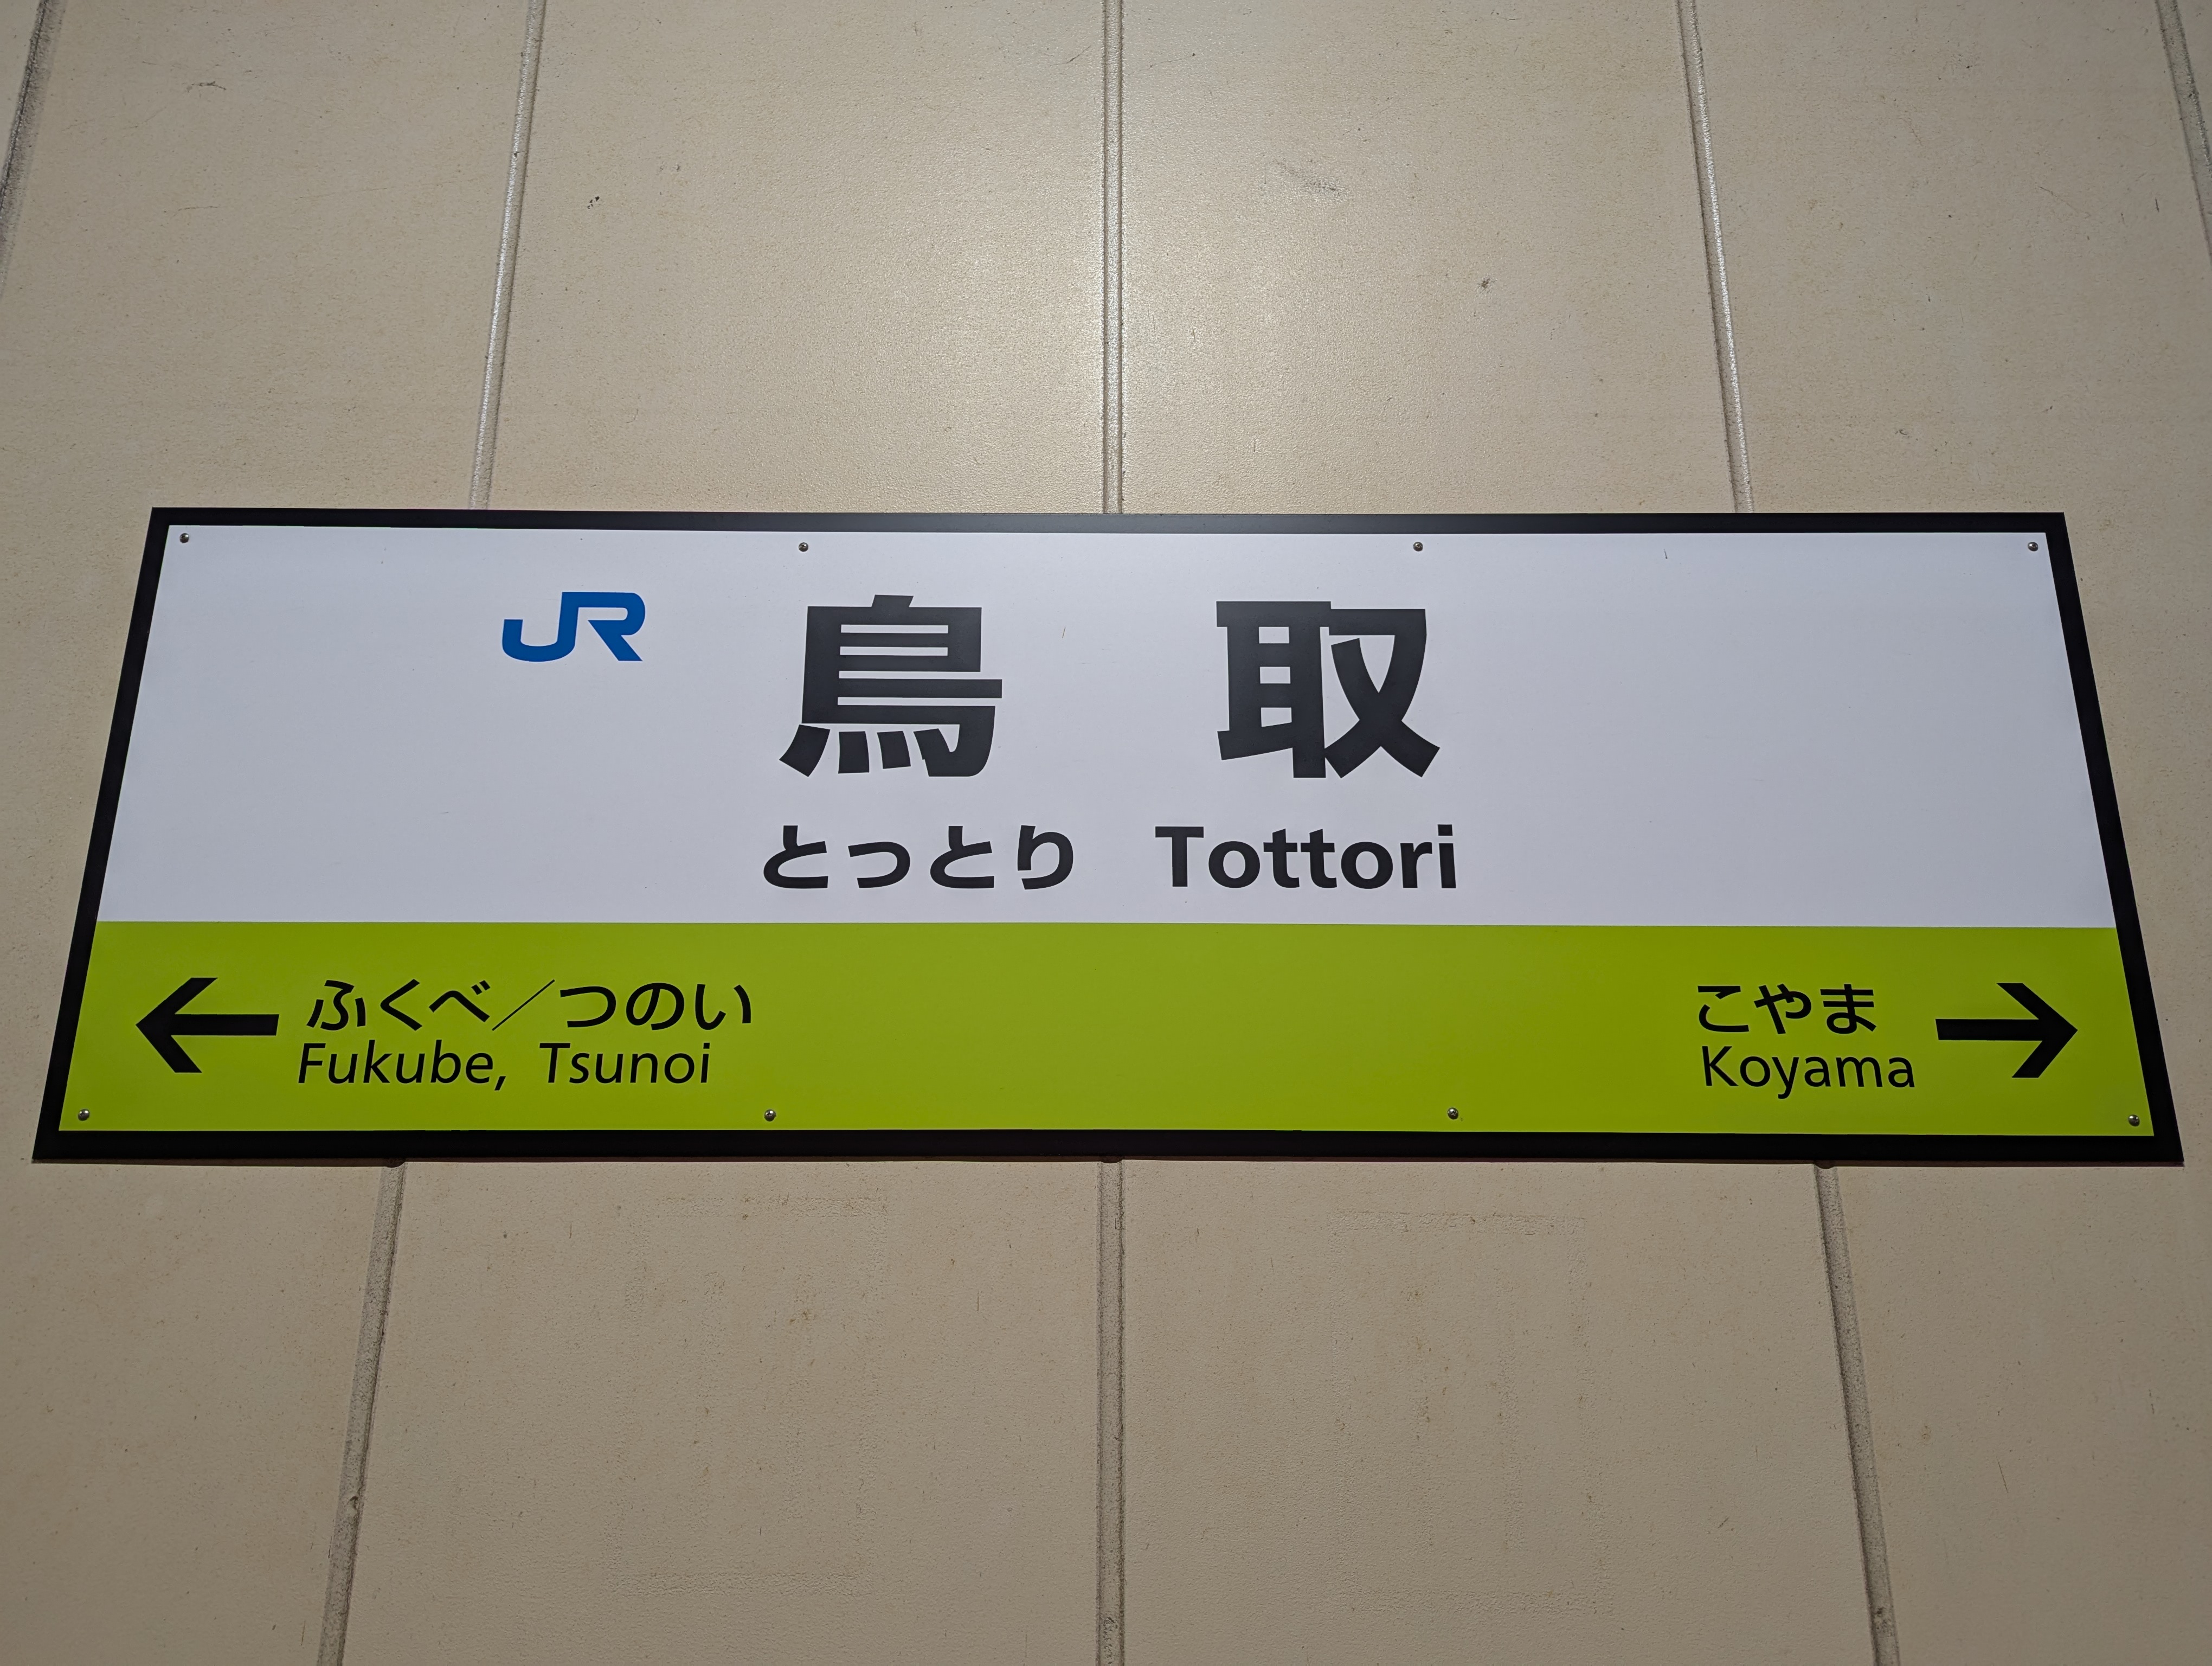 JR
鳥取
とっとり Tottori
ふくべ／つのい
Fukube, Tsunoi
こやま
Koyama